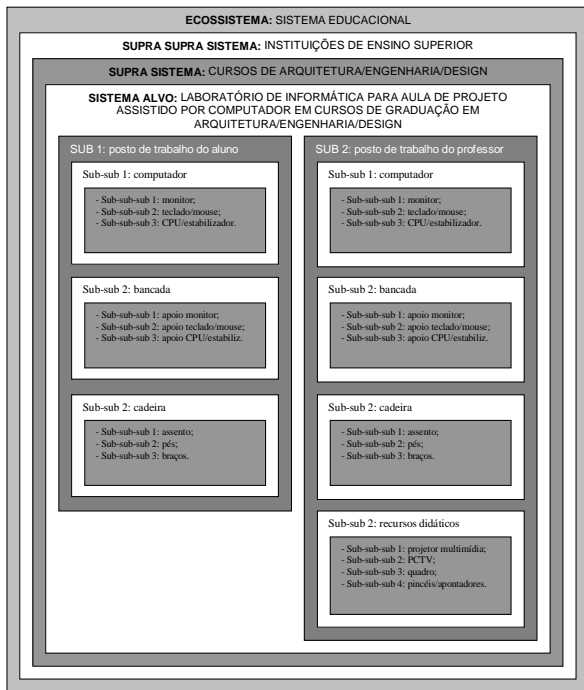 ECOSSISTEMA: SISTEMA EDUCACIONAL
SUPRA SUPRA SISTEMA: INSTITUIÇÕES DE ENSINO SUPERIOR
SUPRA SISTEMA: CURSOS DE ARQUITETURA/ENGENHARIA/DESIGN
SISTEMA ALVO: LABORATÓRIO DE INFORMÁTICA PARA AULA DE PROJETO
ASSISTIDO POR COMPUTADOR EM CURSOS DE GRADUAÇÃO EM
ARQUITETURA/ENGENHARIA/DESIGN
SUB 1: posto de trabalho do aluno
Sub-sub 1: computador
- Sub-sub-sub 1: monitor;
- Sub-sub-sub 2: teclado/mouse;
- Sub-sub-sub 3: CPU/estabilizador.
Sub-sub 2: bancada
- Sub-sub-sub 1: apoio monitor;
- Sub-sub-sub 2: apoio teclado/mouse;
- Sub-sub-sub 3: apoio CPU/estabiliz.
Sub-sub 2: cadeira
- Sub-sub-sub 1: assento;
- Sub-sub-sub 2: pés;
- Sub-sub-sub 3: braços.
SUB 2: posto de trabalho do professor
Sub-sub 1: computador
- Sub-sub-sub 1: monitor;
- Sub-sub-sub 2: teclado/mouse;
- Sub-sub-sub 3: CPU/estabilizador.
Sub-sub 2: bancada
- Sub-sub-sub 1: apoio monitor;
- Sub-sub-sub 2: apoio teclado/mouse;
- Sub-sub-sub 3: apoio CPU/estabiliz.
Sub-sub 2: cadeira
- Sub-sub-sub 1: assento;
- Sub-sub-sub 2: pés;
- Sub-sub-sub 3: braços.
Sub-sub 2: recursos didáticos
- Sub-sub-sub 1: projetor multimídia;
- Sub-sub-sub 2: PCTV;
- Sub-sub-sub 3: quadro;
- Sub-sub-sub 4: pincéis/apontadores.